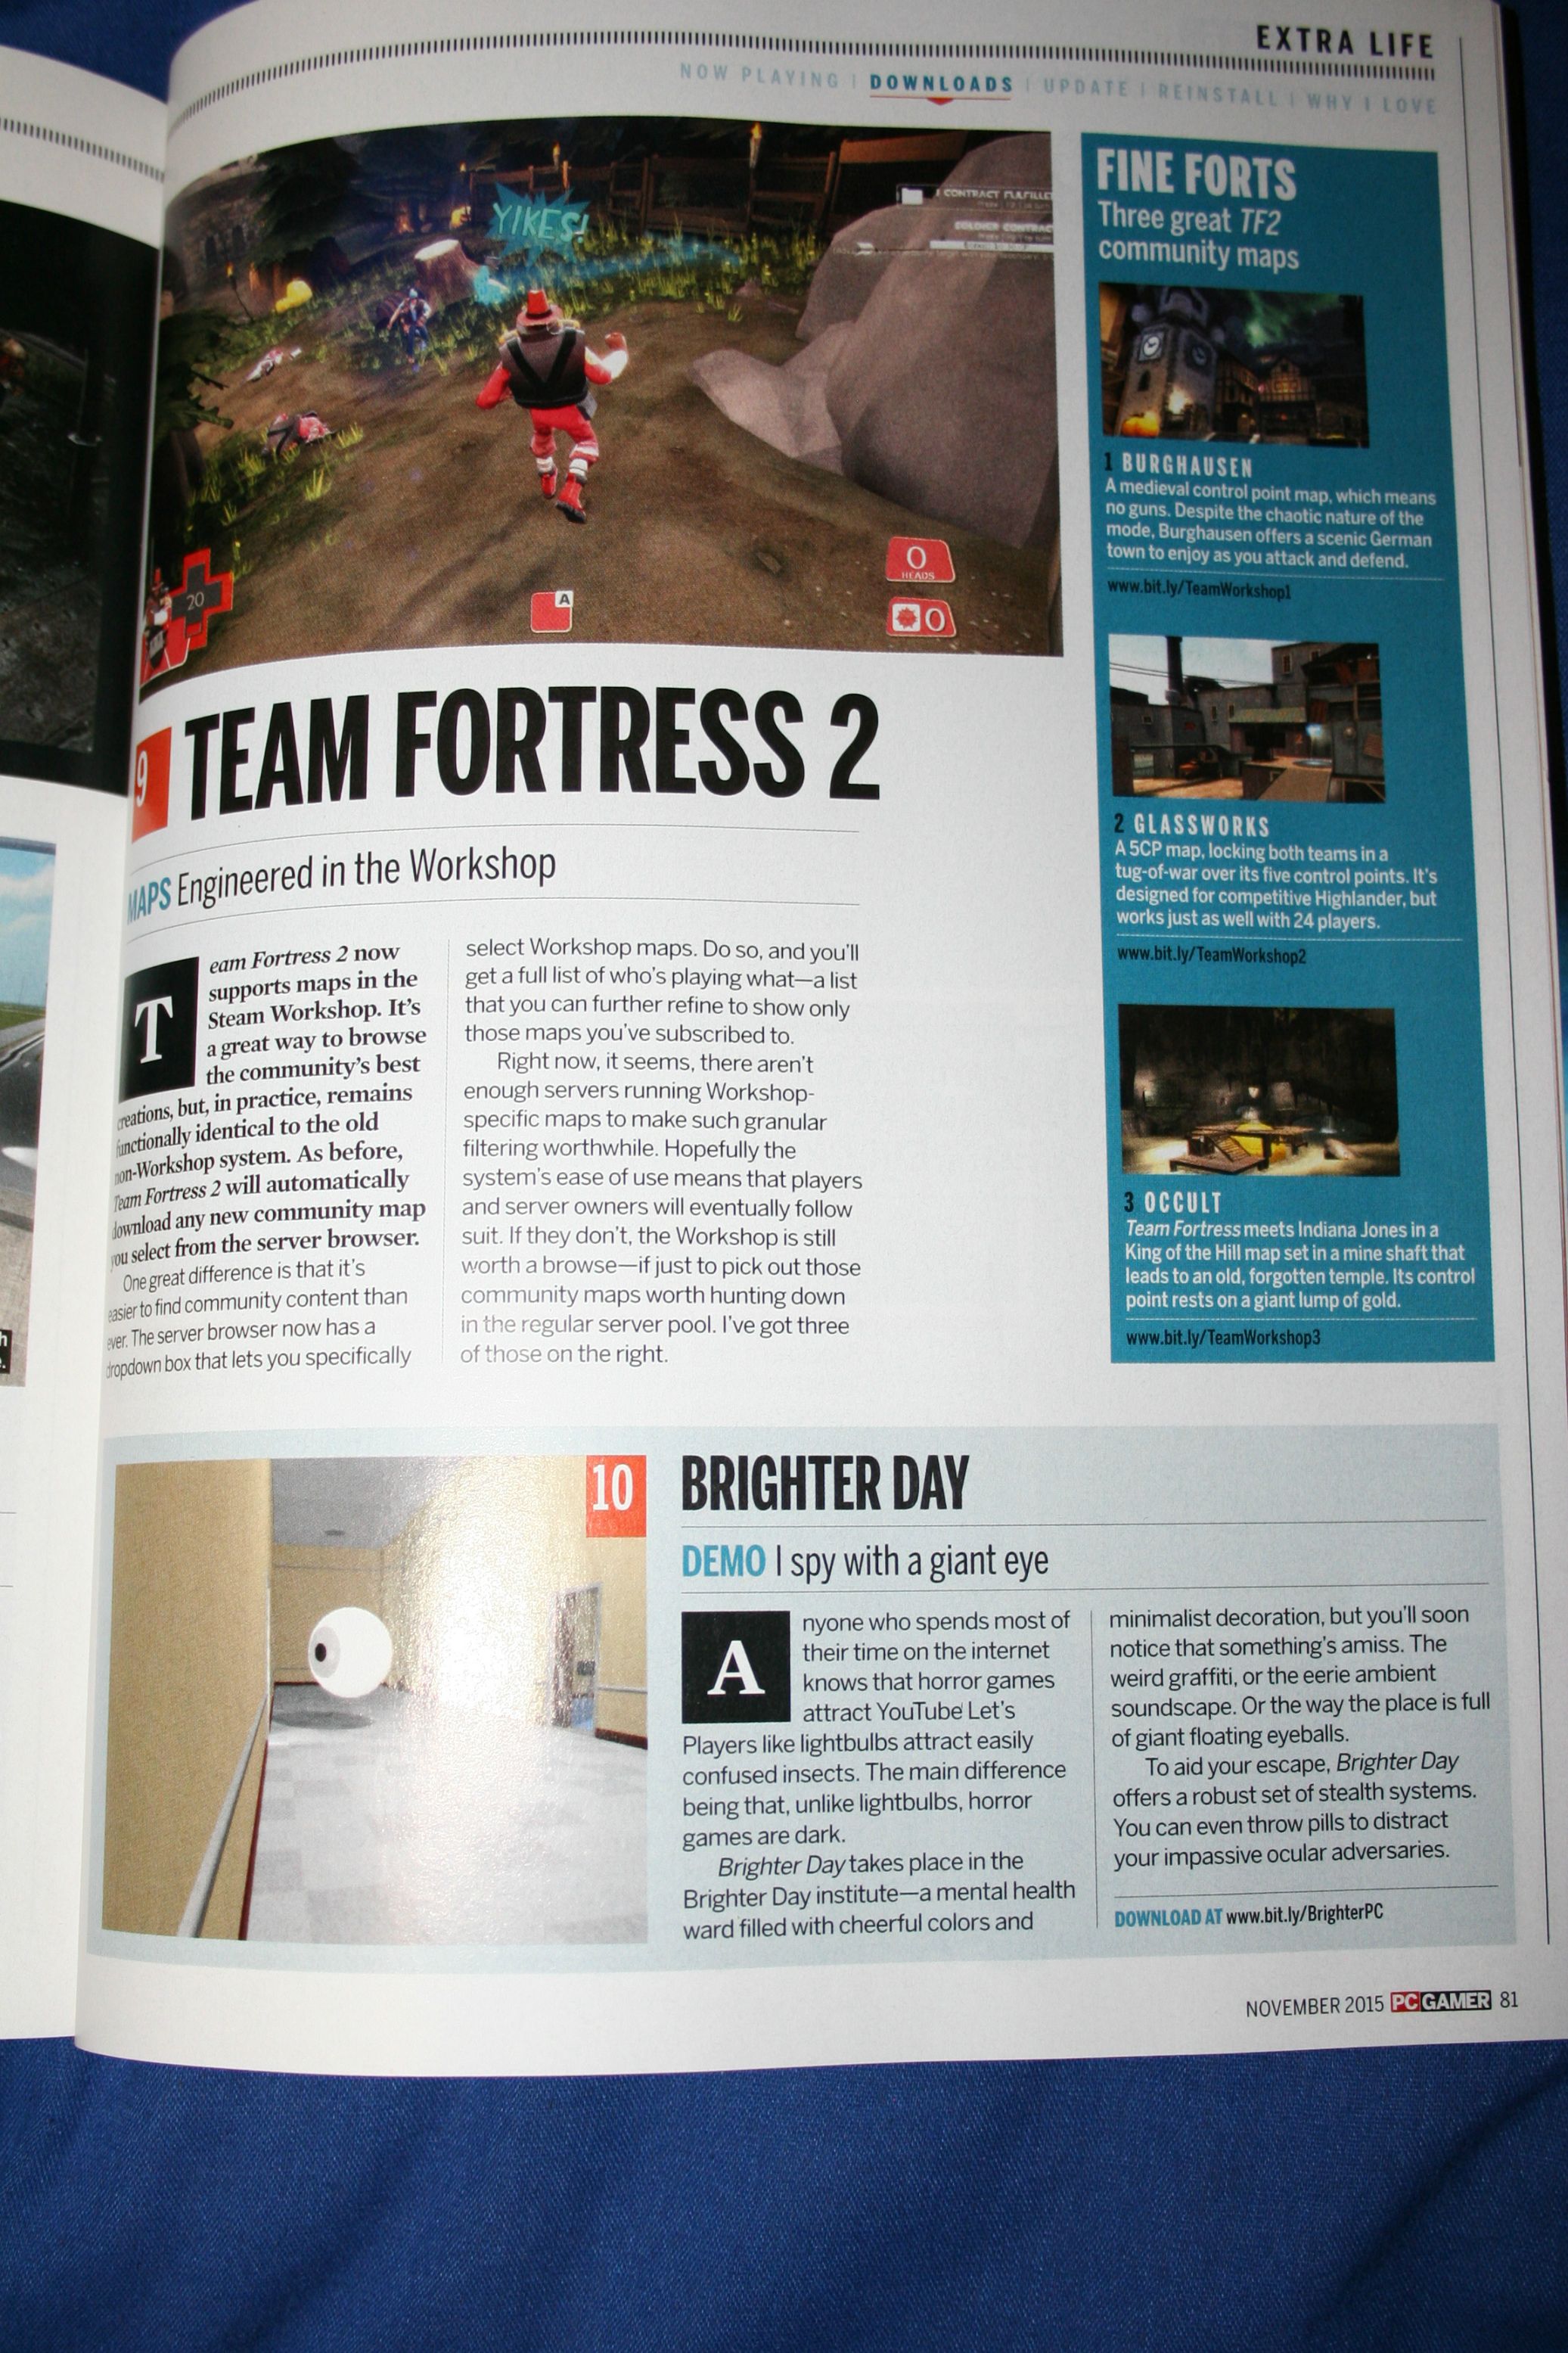 EXTRA LIFE
NOW PLAYING | DOWNLOADS | UPDATE | REINSTALL | WHY I LOVE
YIKES!
CONTRACT FULFILLED
SOLDIER CONTRACT
20
A
0
HEADS
0
9 TEAM FORTRESS 2
MAPS Engineered in the Workshop
Team Fortress 2 now
supports maps in the
Steam Workshop. It's
a great way to browse
the community's best
creations, but, in practice, remains
functionally identical to the old
non-Workshop system. As before,
Team Fortress 2 will automatically
download any new community map
you select from the server browser.
One great difference is that it's
easier to find community content than
ever. The server browser now has a
dropdown box that lets you specifically
select Workshop maps. Do so, and you'll
get a full list of who's playing what—a list
that you can further refine to show only
those maps you've subscribed to.
Right now, it seems, there aren't
enough servers running Workshop-
specific maps to make such granular
filtering worthwhile. Hopefully the
system's ease of use means that players
and server owners will eventually follow
suit. If they don't, the Workshop is still
worth a browse—if just to pick out those
community maps worth hunting down
in the regular server pool. I've got three
of those on the right.
FINE FORTS
Three great TF2
community maps
1 BURGHAUSEN
A medieval control point map, which means
no guns. Despite the chaotic nature of the
mode, Burghausen offers a scenic German
town to enjoy as you attack and defend.
www.bit.ly/TeamWorkshop1
2 GLASSWORKS
A 5CP map, locking both teams in a
tug-of-war over its five control points. It's
designed for competitive Highlander, but
works just as well with 24 players.
www.bit.ly/TeamWorkshop2
3 OCCULT
Team Fortress meets Indiana Jones in a
King of the Hill map set in a mine shaft that
leads to an old, forgotten temple. Its control
point rests on a giant lump of gold.
www.bit.ly/TeamWorkshop3
10
BRIGHTER DAY
DEMO I spy with a giant eye
Anyone who spends most of
their time on the internet
knows that horror games
attract YouTube Let's
Players like lightbulbs attract easily
confused insects. The main difference
being that, unlike lightbulbs, horror
games are dark.
Brighter Day takes place in the
Brighter Day institute—a mental health
ward filled with cheerful colors and
minimalist decoration, but you'll soon
notice that something's amiss. The
weird graffiti, or the eerie ambient
soundscape. Or the way the place is full
of giant floating eyeballs.
To aid your escape, Brighter Day
offers a robust set of stealth systems.
You can even throw pills to distract
your impassive ocular adversaries.
DOWNLOAD AT www.bit.ly/BrighterPC
NOVEMBER 2015 PC GAMER 81